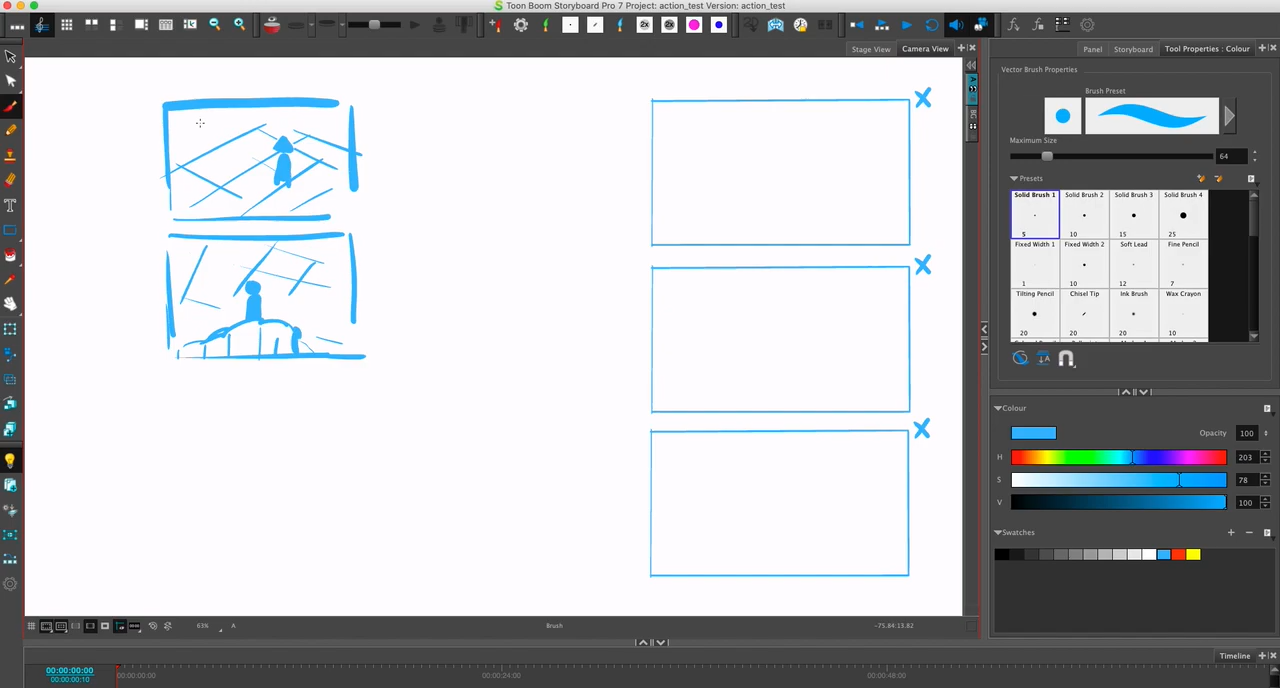 Toon Boom Storyboard Pro 7 Project: action_test Version: action_test
Stage View
Camera View
Panel
Storyboard
Tool Properties : Colour
Vector Brush Properties
Brush Preset
Maximum Size
64
Presets
Solid Brush 1 Solid Brush 2 Solid Brush 3 Solid Brush 4
5 10 15 25
Fixed Width 1 Fixed Width 2 Soft Lead Fine Pencil
1 10 12 7
Tilting Pencil Chisel Tip Ink Brush Wax Crayon
20 20 20 10
Colour
Opacity 100
H 203
S 78
V 100
Swatches
63% A
Brush
-75.84:13.82
Timeline
00:00:00:00
00:00:00:10
00:00:00:00
00:00:24:00
00:00:48:00